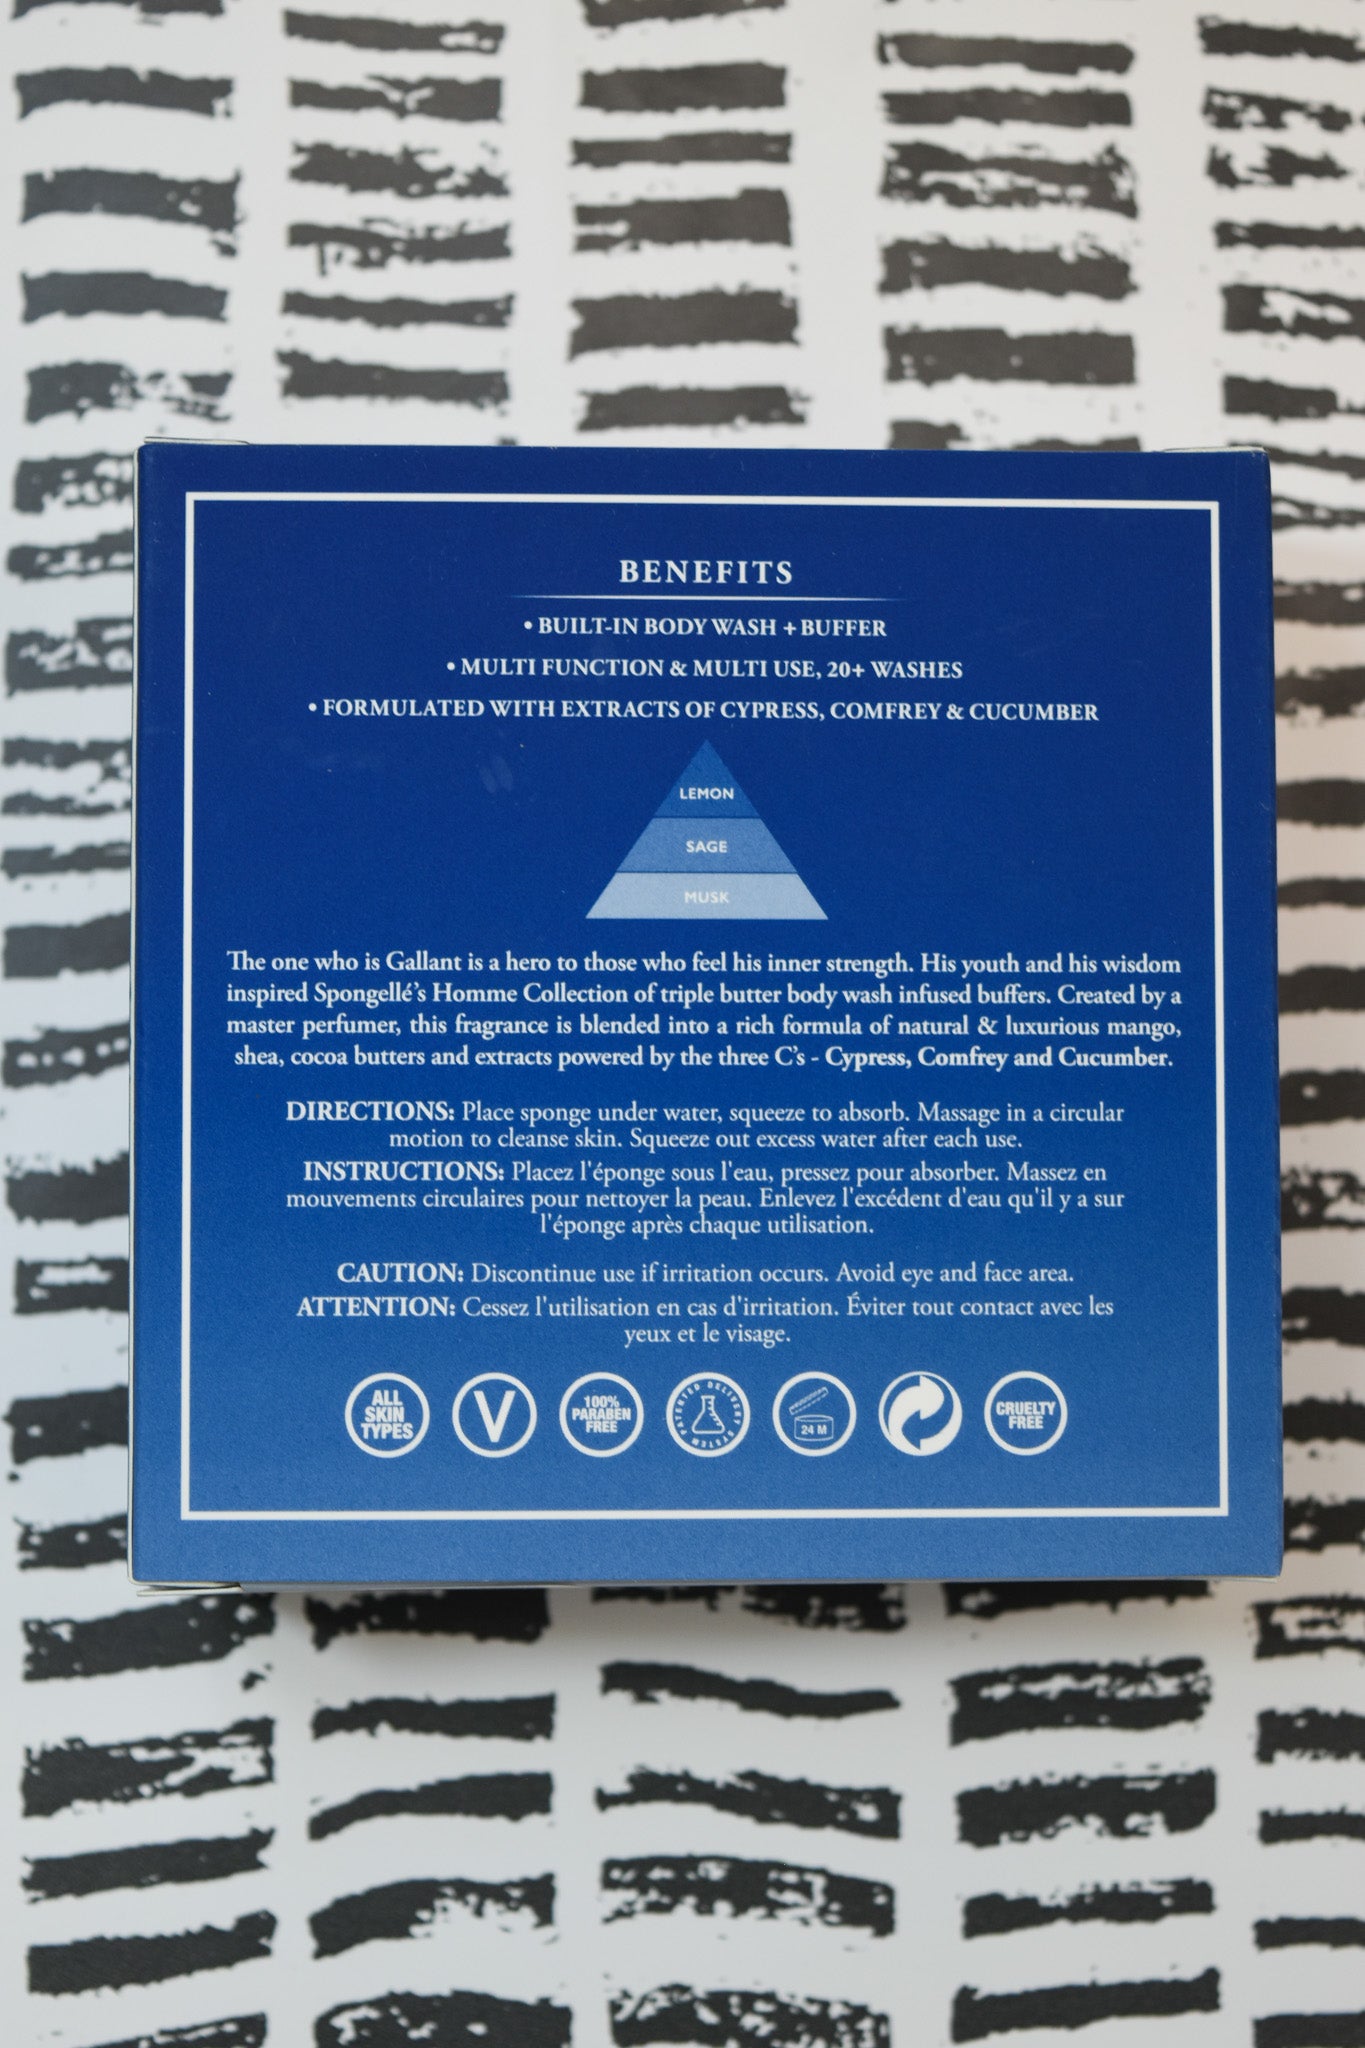 BENEFITS
• BUILT-IN BODY WASH + BUFFER
• MULTI FUNCTION & MULTI USE, 20+ WASHES
• FORMULATED WITH EXTRACTS OF CYPRESS, COMFREY & CUCUMBER
LEMON
SAGE
MUSK
The one who is Gallant is a hero to those who feel his inner strength. His youth and his wisdom
inspired Spongellé’s Homme Collection of triple butter body wash infused buffers. Created by a
master perfumer, this fragrance is blended into a rich formula of natural & luxurious mango,
shea, cocoa butters and extracts powered by the three C’s - Cypress, Comfrey and Cucumber.
DIRECTIONS: Place sponge under water, squeeze to absorb. Massage in a circular
motion to cleanse skin. Squeeze out excess water after each use.
INSTRUCTIONS: Placez l'éponge sous l'eau, pressez pour absorber. Massez en
mouvements circulaires pour nettoyer la peau. Enlevez l'excédent d'eau qu'il y a sur
l'éponge après chaque utilisation.
CAUTION: Discontinue use if irritation occurs. Avoid eye and face area.
ATTENTION: Cessez l'utilisation en cas d'irritation. Éviter tout contact avec les
yeux et le visage.
ALL
SKIN
TYPES
V
100%
PARABEN
FREE
PATENTED DELIVERY SYSTEM
24 M
CRUELTY
FREE